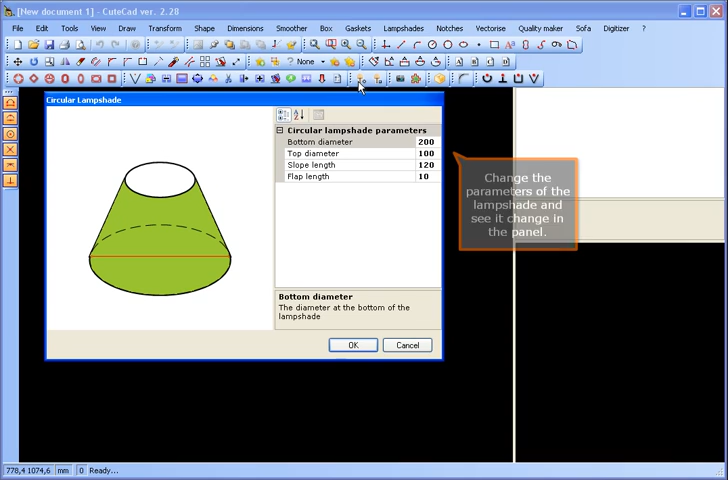 [New document 1] - CuteCad ver. 2.28
File Edit Tools View Draw Transform Shape Dimensions Smoother Box Gaskets Lampshades Notches Vectorise Quality maker Sofa Digitizer ?
None
Circular Lampshade
Circular lampshade parameters
Bottom diameter 200
Top diameter 100
Slope length 120
Flap length 10
Change the
parameters of the
lampshade and
see it change in
the panel.
Bottom diameter
The diameter at the bottom of the
lampshade
OK Cancel
778,4 1074,6 mm 0 Ready...